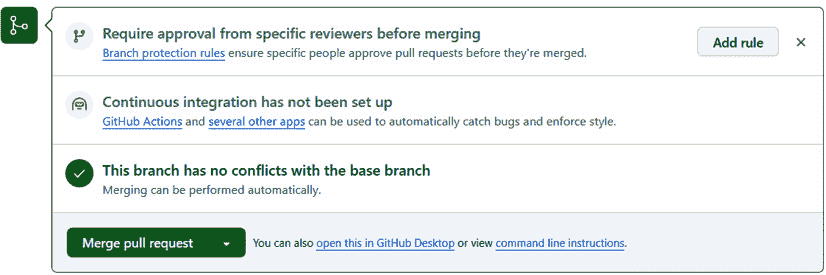 Require approval from specific reviewers before merging
Branch protection rules ensure specific people approve pull requests before they're merged.
Add rule
Continuous integration has not been set up
GitHub Actions and several other apps can be used to automatically catch bugs and enforce style.
This branch has no conflicts with the base branch
Merging can be performed automatically.
Merge pull request
You can also open this in GitHub Desktop or view command line instructions.